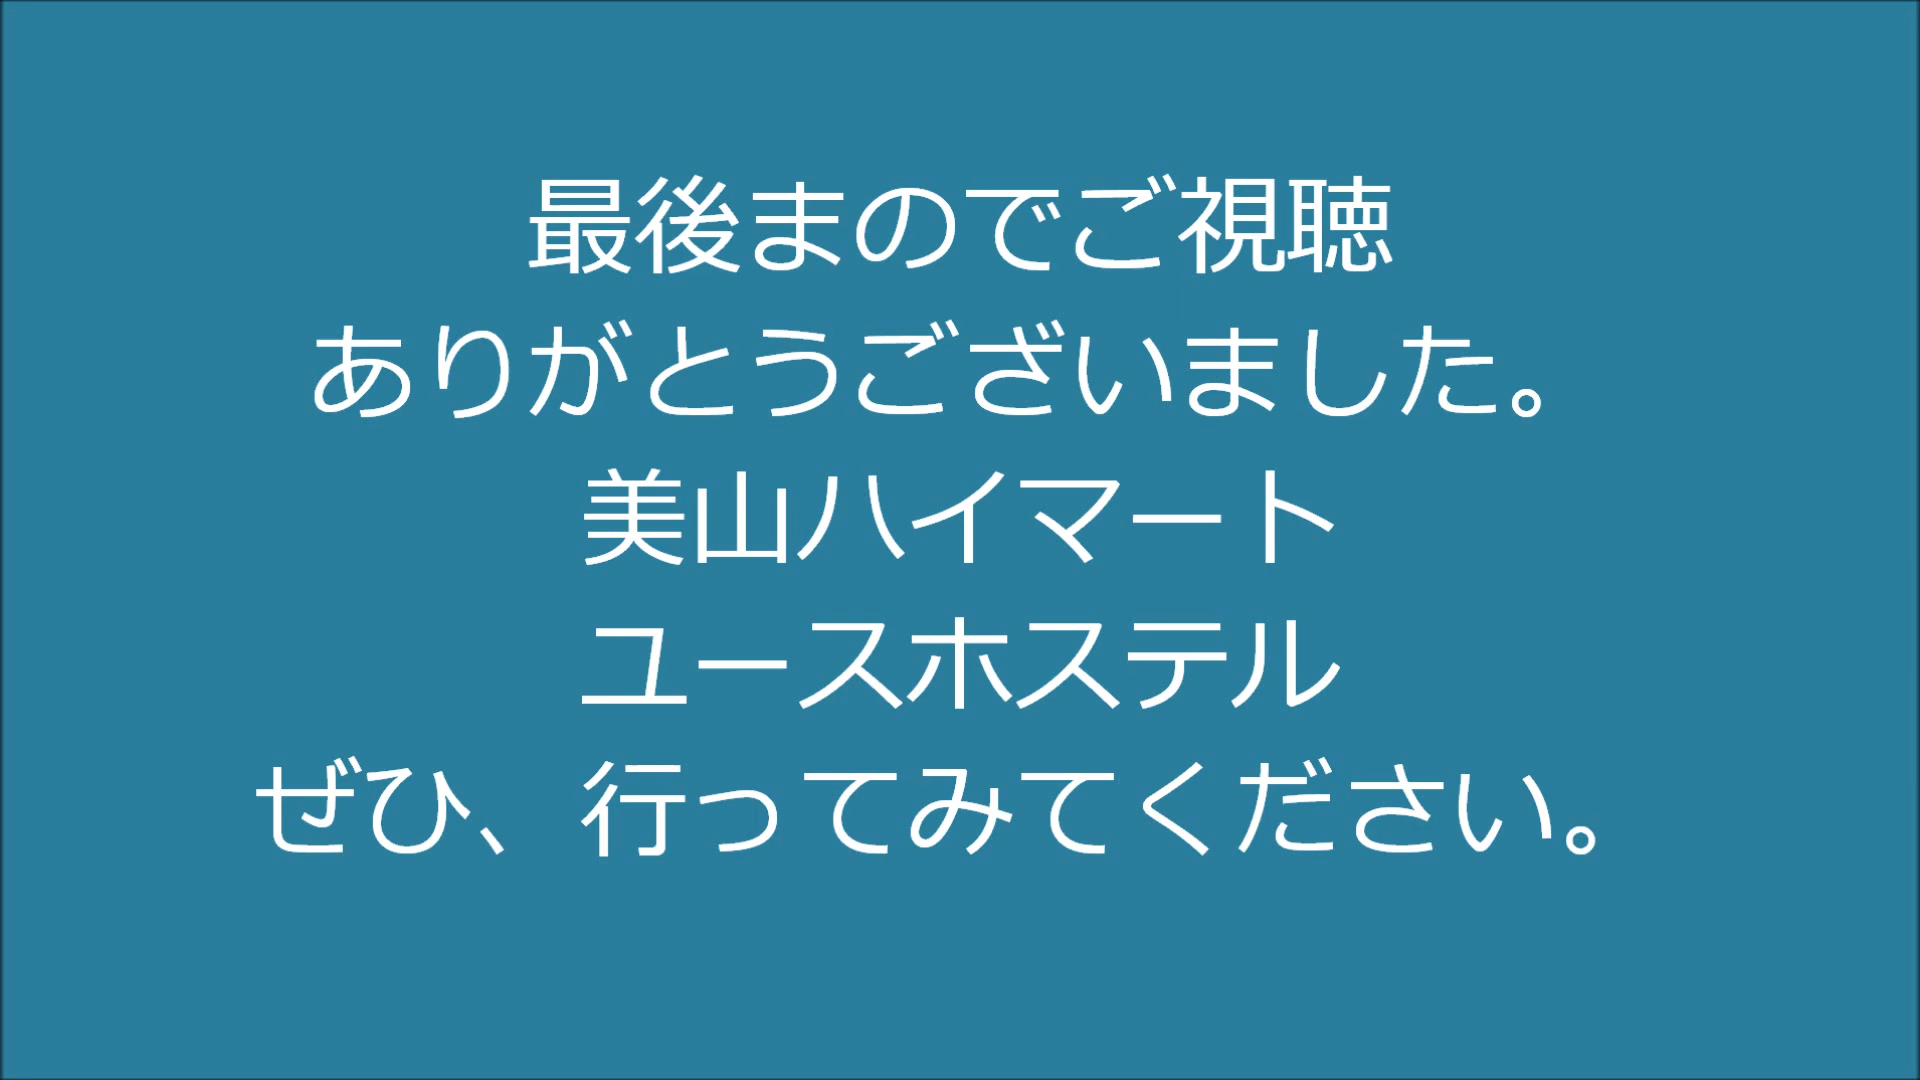 最後まのでご視聴
ありがとうございました。
美山ハイマート
ユースホステル
ぜひ、行ってみてください。